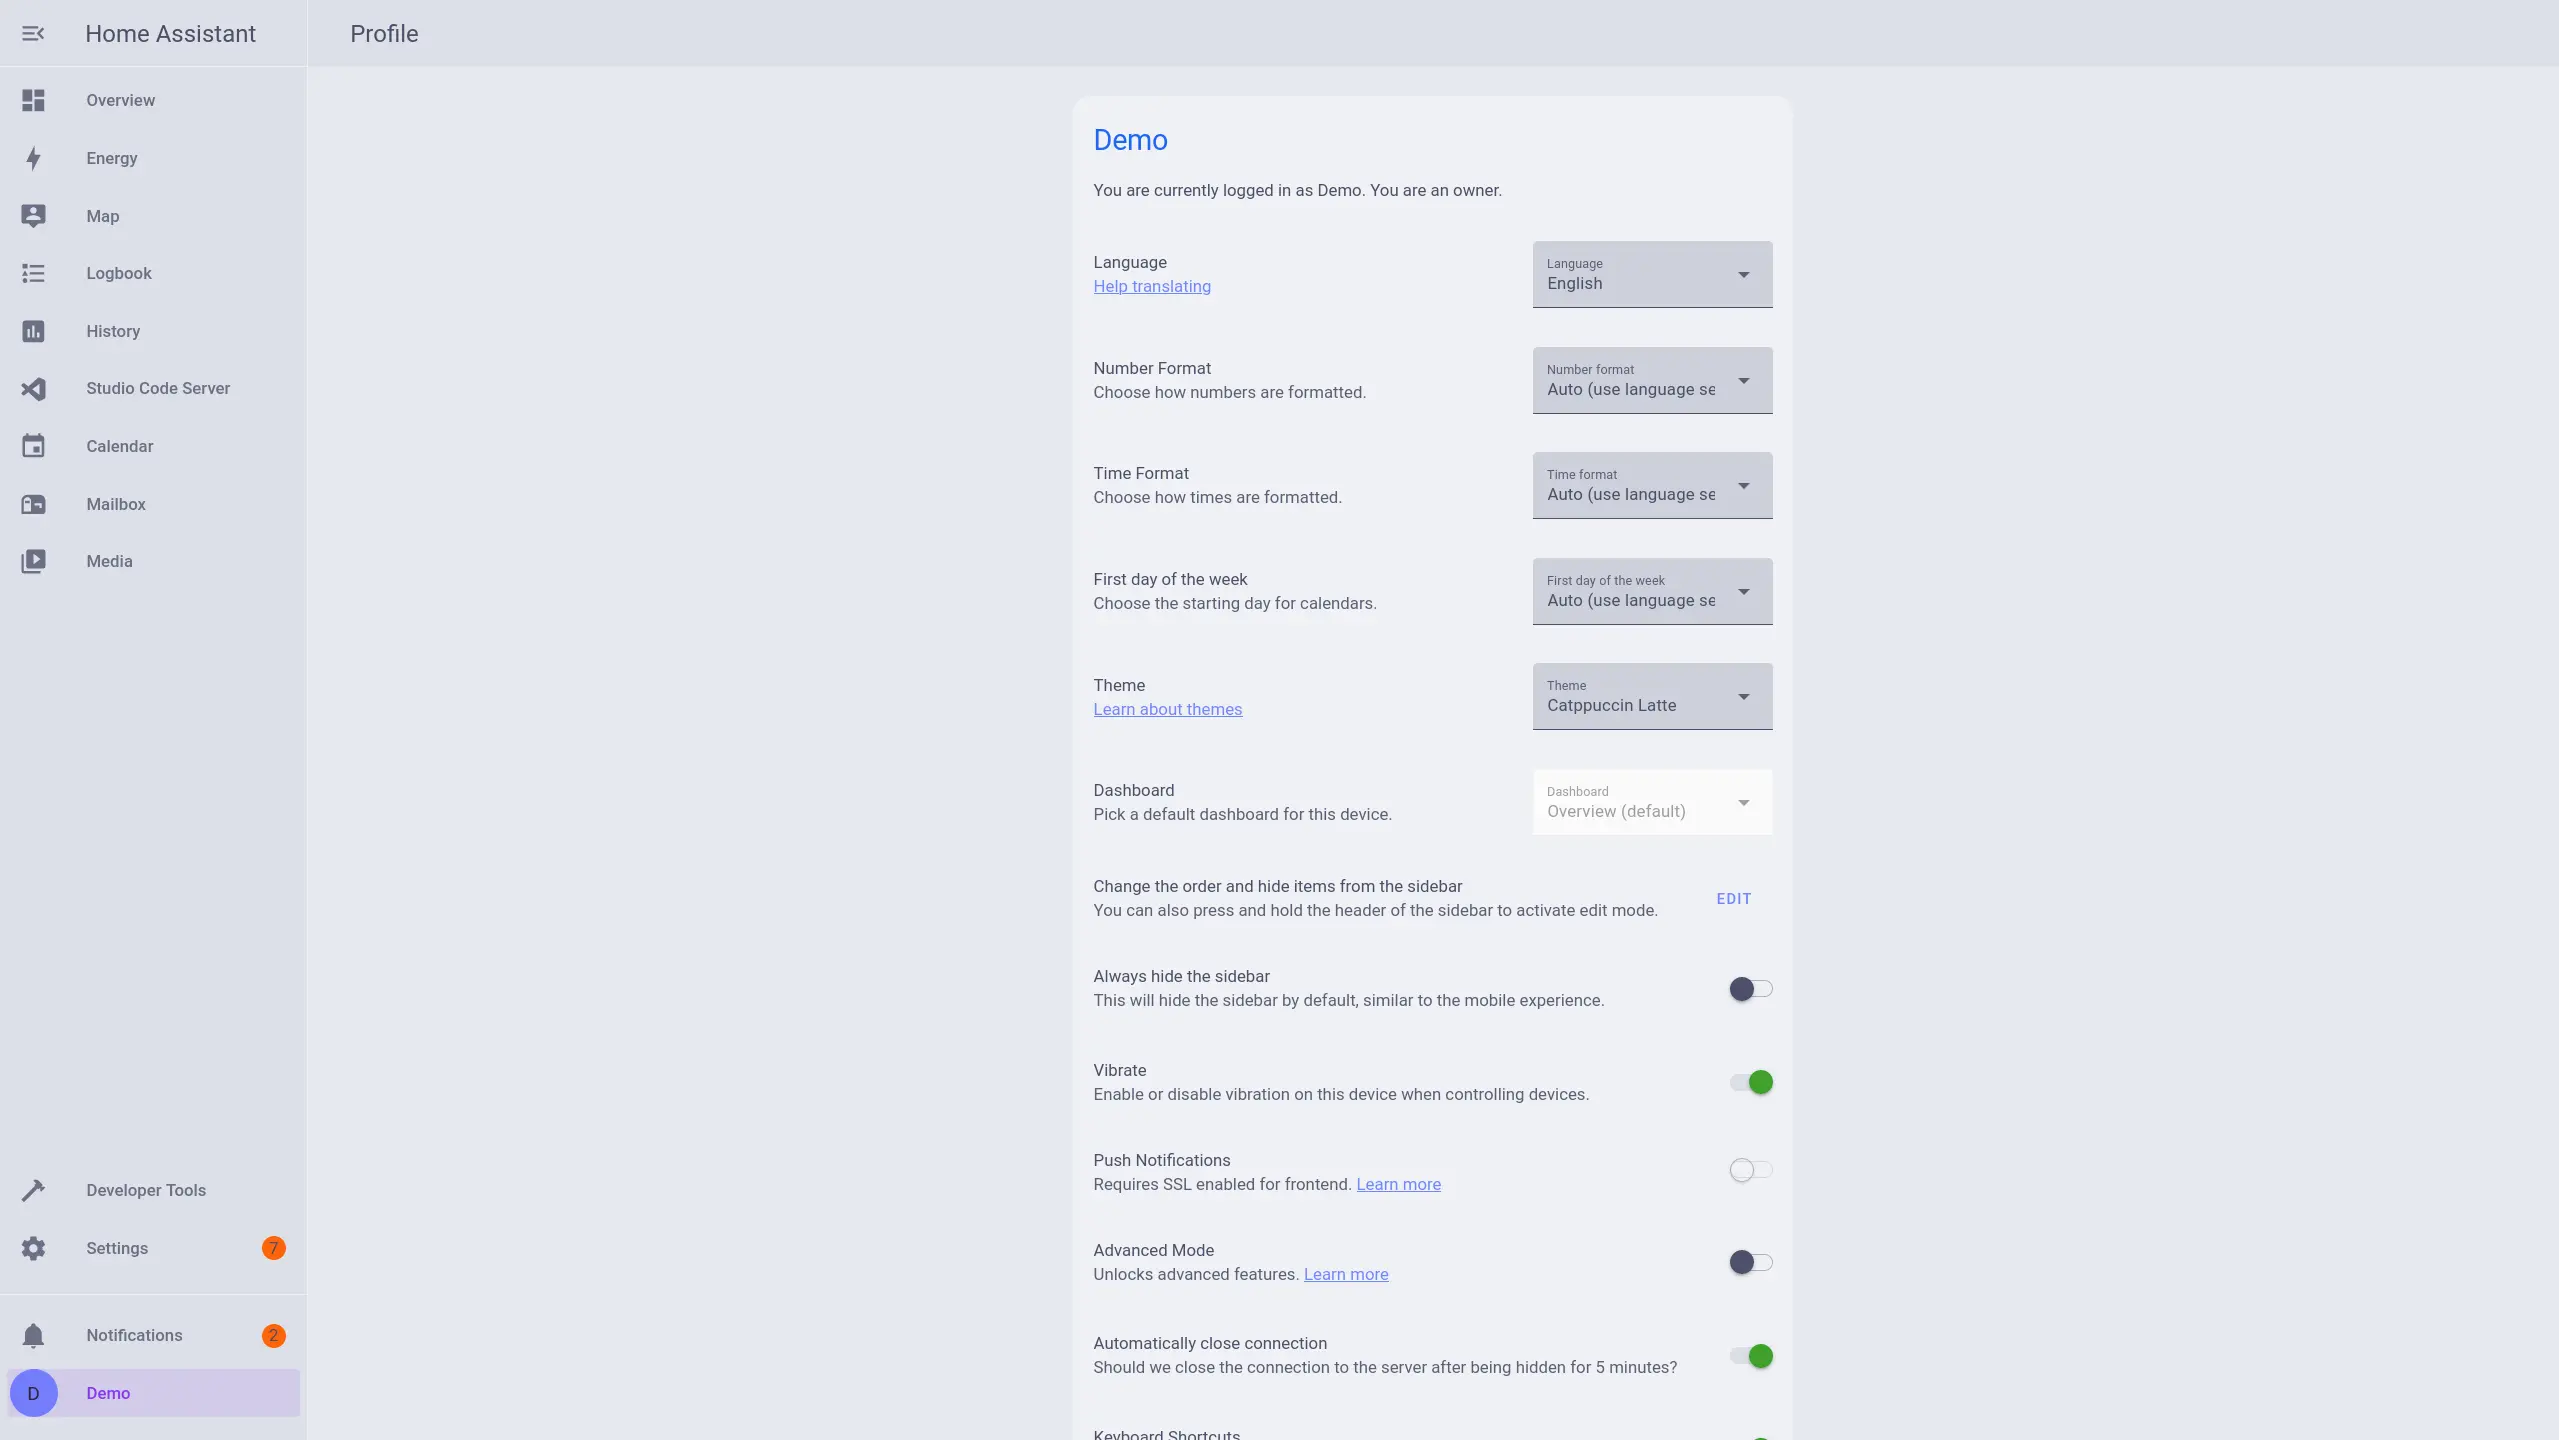 Home Assistant
Profile
Overview
Energy
Map
Logbook
History
Studio Code Server
Calendar
Mailbox
Media
Developer Tools
Settings
7
Notifications
2
D
Demo
Demo
You are currently logged in as Demo. You are an owner.
Language
Help translating
Language
English
Number Format
Choose how numbers are formatted.
Number format
Auto (use language se
Time Format
Choose how times are formatted.
Time format
Auto (use language se
First day of the week
Choose the starting day for calendars.
First day of the week
Auto (use language se
Theme
Learn about themes
Theme
Catppuccin Latte
Dashboard
Pick a default dashboard for this device.
Dashboard
Overview (default)
Change the order and hide items from the sidebar
You can also press and hold the header of the sidebar to activate edit mode.
EDIT
Always hide the sidebar
This will hide the sidebar by default, similar to the mobile experience.
Vibrate
Enable or disable vibration on this device when controlling devices.
Push Notifications
Requires SSL enabled for frontend. Learn more
Advanced Mode
Unlocks advanced features. Learn more
Automatically close connection
Should we close the connection to the server after being hidden for 5 minutes?
Keyboard Shortcuts